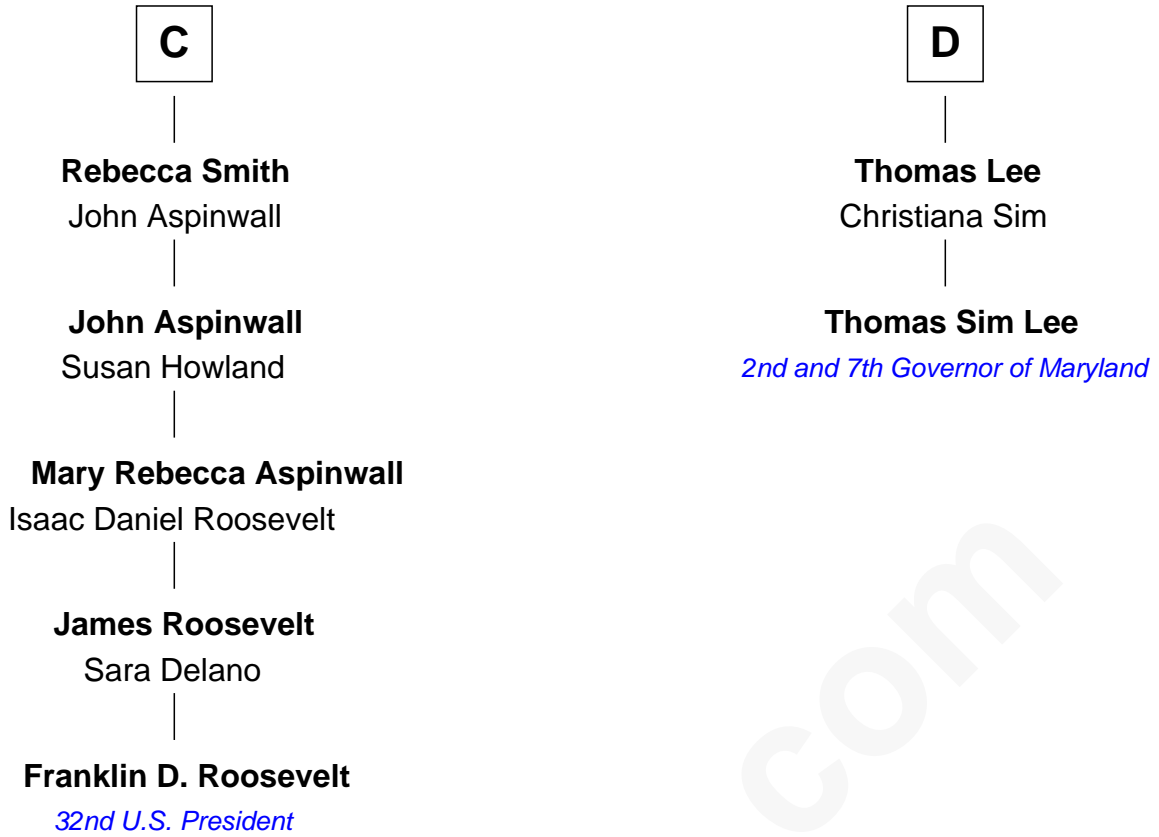 C
Rebecca Smith
John Aspinwall
John Aspinwall
Susan Howland
Mary Rebecca Aspinwall
Isaac Daniel Roosevelt
James Roosevelt
Sara Delano
Franklin D. Roosevelt
32nd U.S. President
D
Thomas Lee
Christiana Sim
Thomas Sim Lee
2nd and 7th Governor of Maryland
com